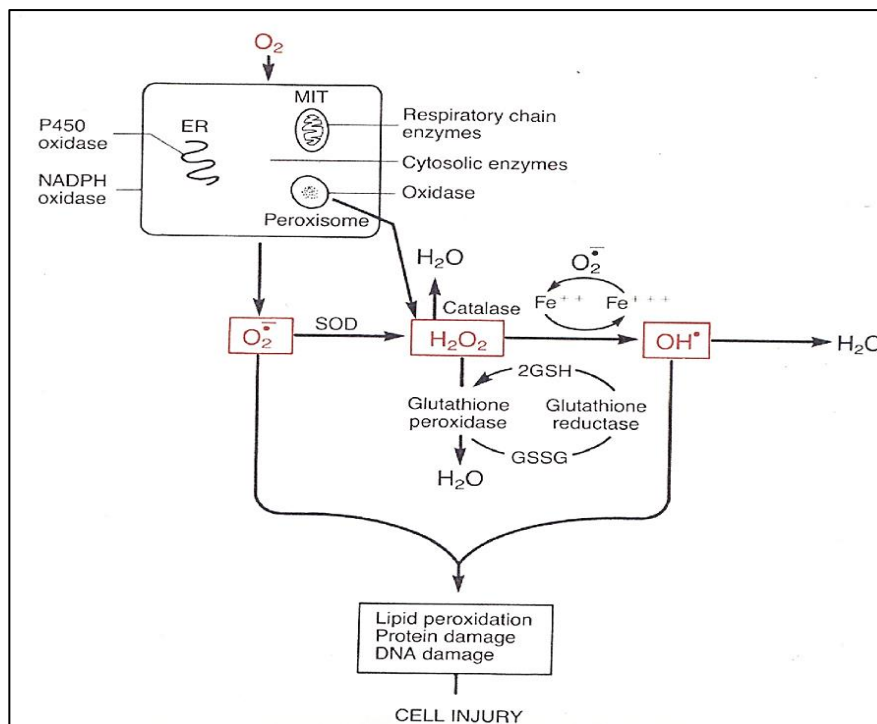 O₂
MIT
ER
P450
oxidase
NADPH
oxidase
Respiratory chain
enzymes
Cytosolic enzymes
Oxidase
Peroxisome
H₂O
Catalase
O₂•̅
Fe⁺⁺ Fe⁺⁺⁺
O₂•̅
SOD
H₂O₂
OH•
H₂O
2GSH
Glutathione
peroxidase
Glutathione
reductase
GSSG
H₂O
Lipid peroxidation
Protein damage
DNA damage
CELL INJURY